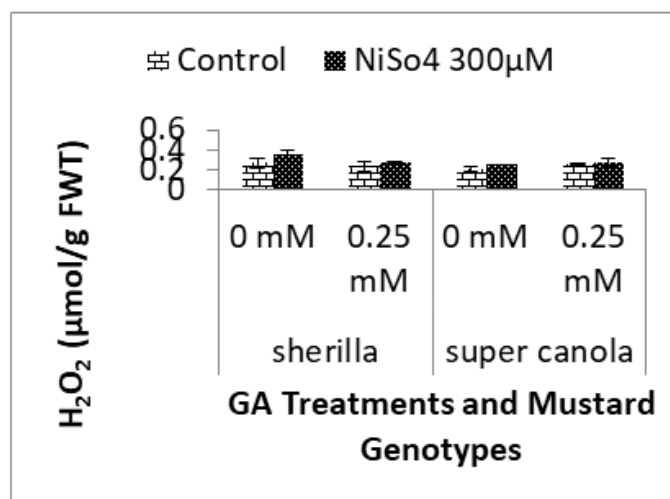 Control NiSo4 300µM
H₂O₂ (µmol/g FWT)
0.6
0.4
0.2
0
0 mM 0.25 mM 0 mM 0.25 mM
sherilla super canola
GA Treatments and Mustard
Genotypes